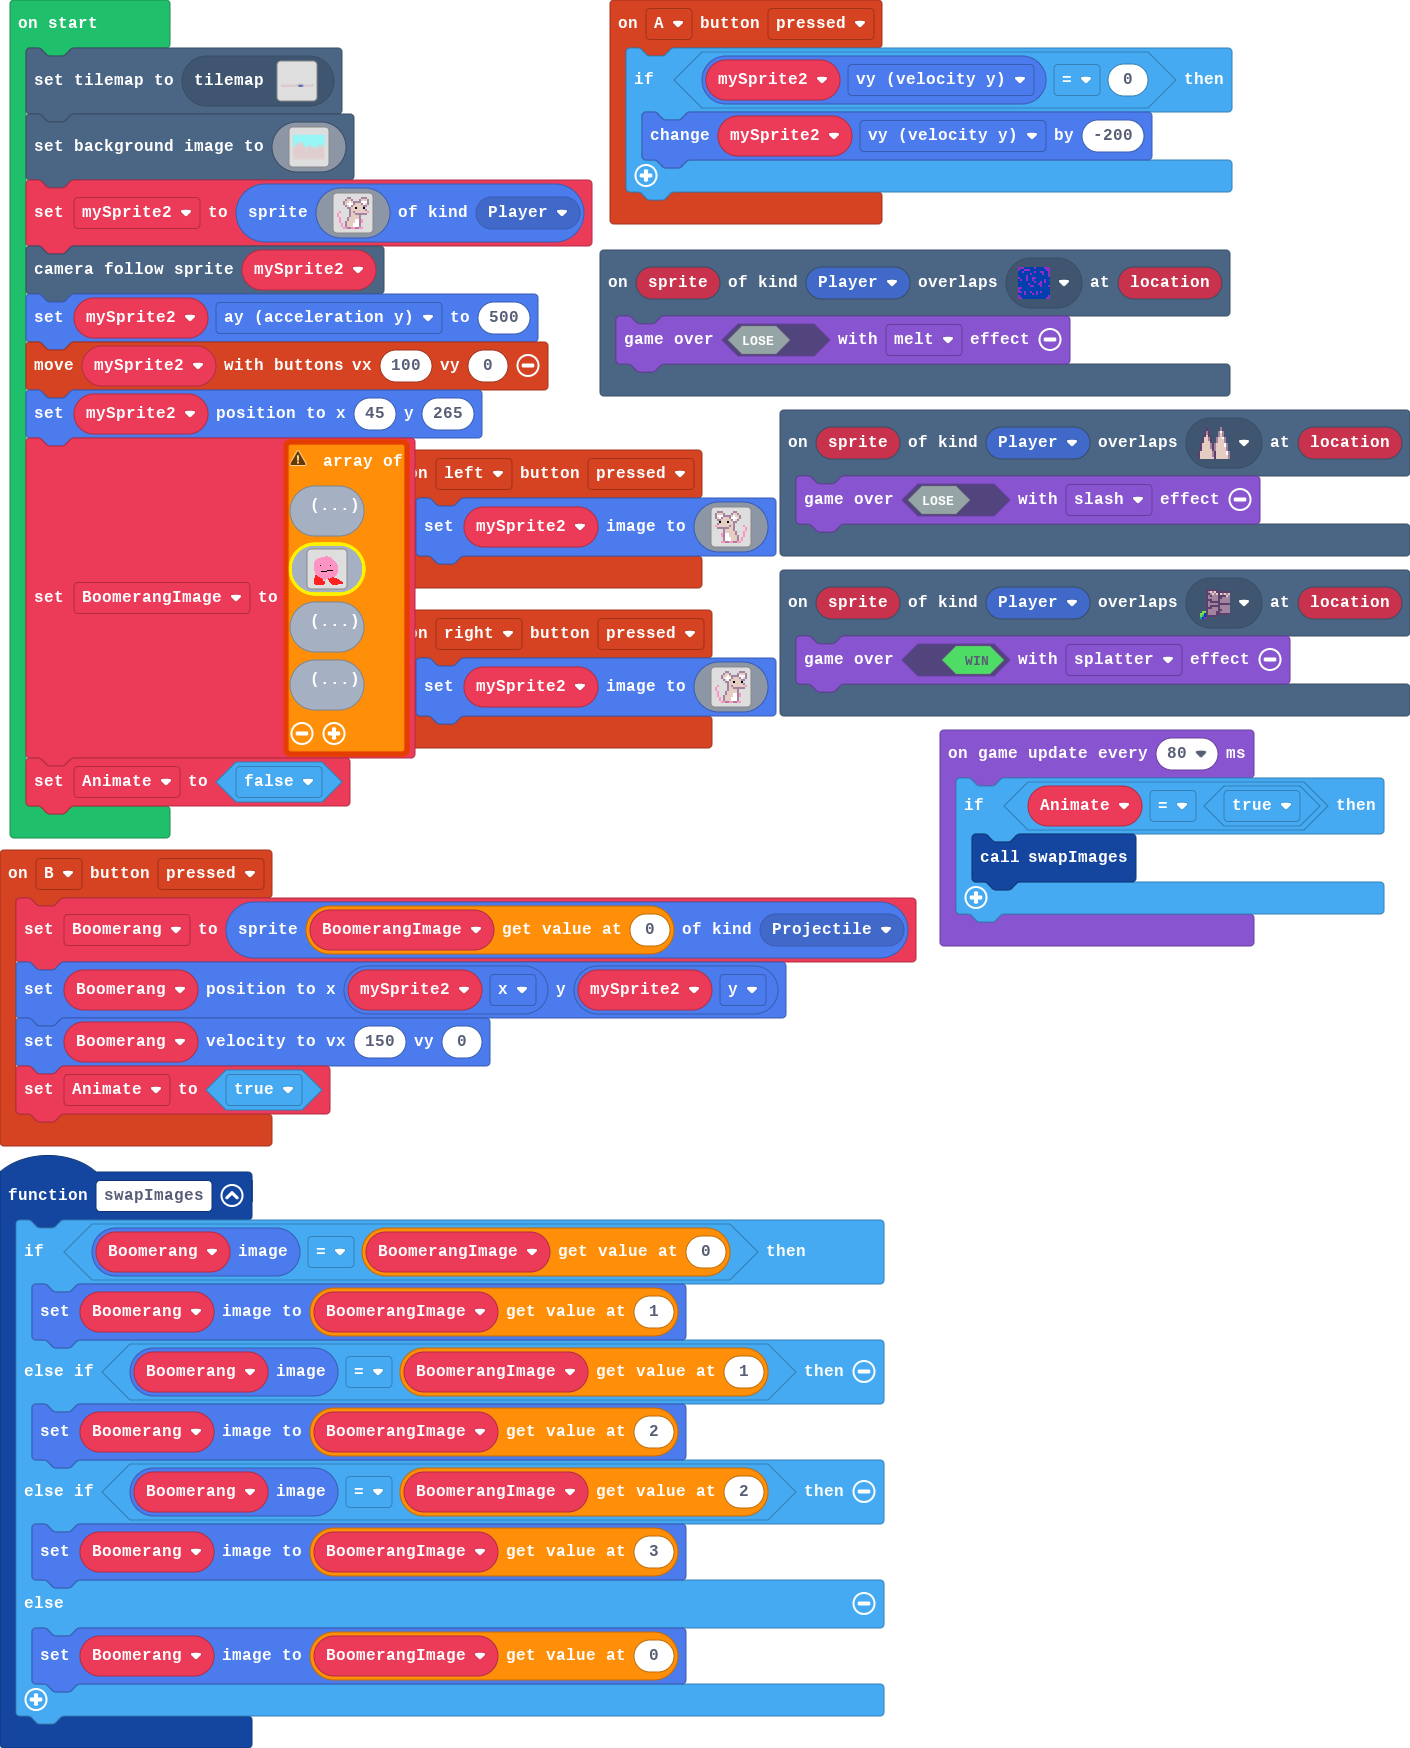 on start
set tilemap to tilemap
set background image to
set mySprite2 to sprite of kind Player
camera follow sprite mySprite2
set mySprite2 ay (acceleration y) to 500
move mySprite2 with buttons vx 100 vy 0
set mySprite2 position to x 45 y 265
set BoomerangImage to array of
(...)
(...)
(...)
set Animate to false
on A button pressed
if mySprite2 vy (velocity y) = 0 then
change mySprite2 vy (velocity y) by -200
on sprite of kind Player overlaps at location
game over LOSE with melt effect
on sprite of kind Player overlaps at location
game over LOSE with slash effect
on left button pressed
set mySprite2 image to
on sprite of kind Player overlaps at location
game over WIN with splatter effect
on right button pressed
set mySprite2 image to
on game update every 80 ms
if Animate = true then
call swapImages
on B button pressed
set Boomerang to sprite BoomerangImage get value at 0 of kind Projectile
set Boomerang position to x mySprite2 x y mySprite2 y
set Boomerang velocity to vx 150 vy 0
set Animate to true
function swapImages
if Boomerang image = BoomerangImage get value at 0 then
set Boomerang image to BoomerangImage get value at 1
else if Boomerang image = BoomerangImage get value at 1 then
set Boomerang image to BoomerangImage get value at 2
else if Boomerang image = BoomerangImage get value at 2 then
set Boomerang image to BoomerangImage get value at 3
else
set Boomerang image to BoomerangImage get value at 0